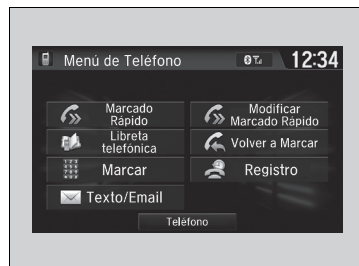 Menú de Teléfono
12:34
Marcado
Rápido
Modificar
Marcado Rápido
Libreta
telefónica
Volver a Marcar
Marcar
Registro
Texto/Email
Teléfono